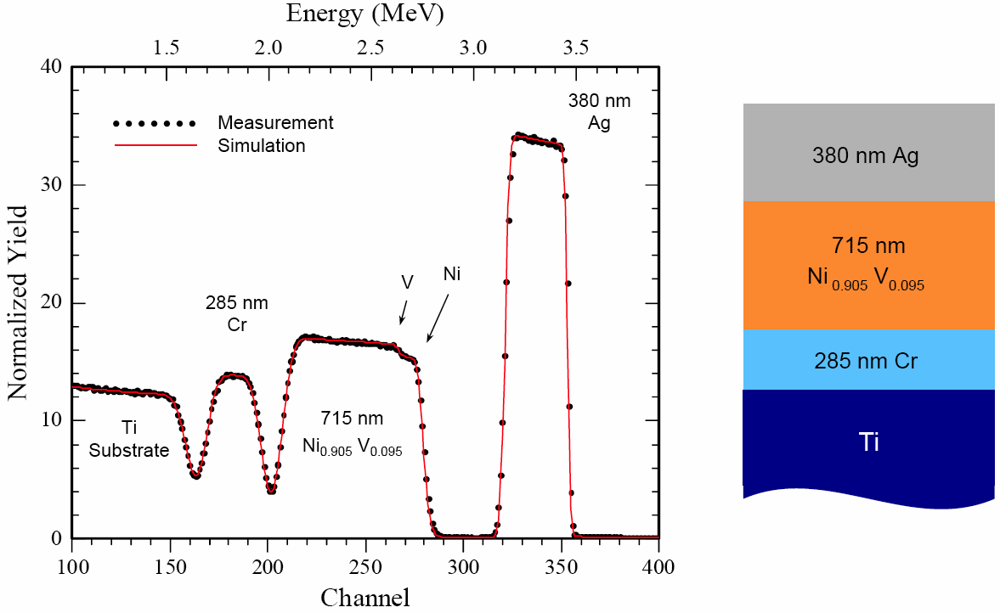 Energy (MeV)
1.5 2.0 2.5 3.0 3.5
40
30
20
10
0
Normalized Yield
Measurement
Simulation
380 nm
Ag
V
Ni
285 nm
Cr
Ti
Substrate
715 nm
Ni0.905 V0.095
100 150 200 250 300 350 400
Channel
380 nm Ag
715 nm
Ni 0.905 V0.095
285 nm Cr
Ti